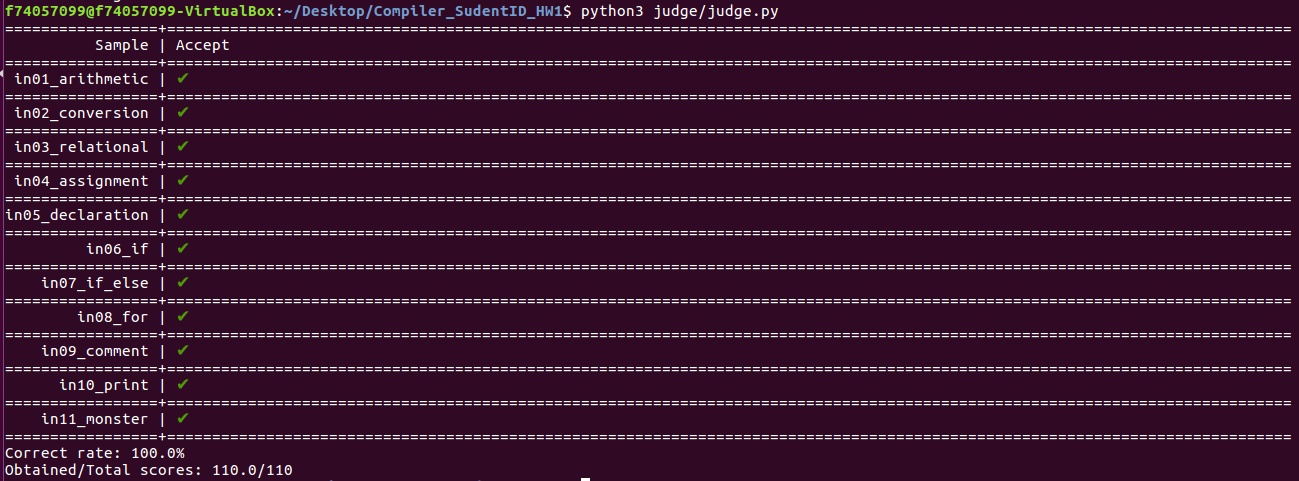 f74057099@f74057099-VirtualBox:~/Desktop/Compiler_SudentID_HW1$ python3 judge/judge.py
Sample | Accept
in01_arithmetic | ✔
in02_conversion | ✔
in03_relational | ✔
in04_assignment | ✔
in05_declaration | ✔
in06_if | ✔
in07_if_else | ✔
in08_for | ✔
in09_comment | ✔
in10_print | ✔
in11_monster | ✔
Correct rate: 100.0%
Obtained/Total scores: 110.0/110